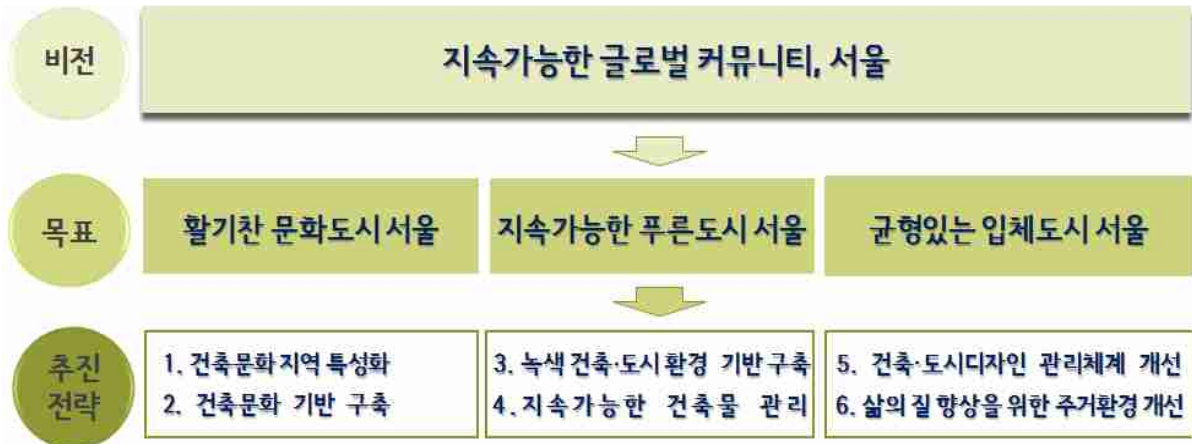 비전
지속가능한 글로벌 커뮤니티, 서울
목표
활기찬 문화도시 서울
지속가능한 푸른도시 서울
균형있는 입체도시 서울
추진
전략
1. 건축문화 지역 특성화
2. 건축문화 기반 구축
3. 녹색 건축·도시 환경 기반 구축
4. 지속가능한 건축물 관리
5. 건축·도시디자인 관리체계 개선
6. 삶의 질 향상을 위한 주거환경 개선